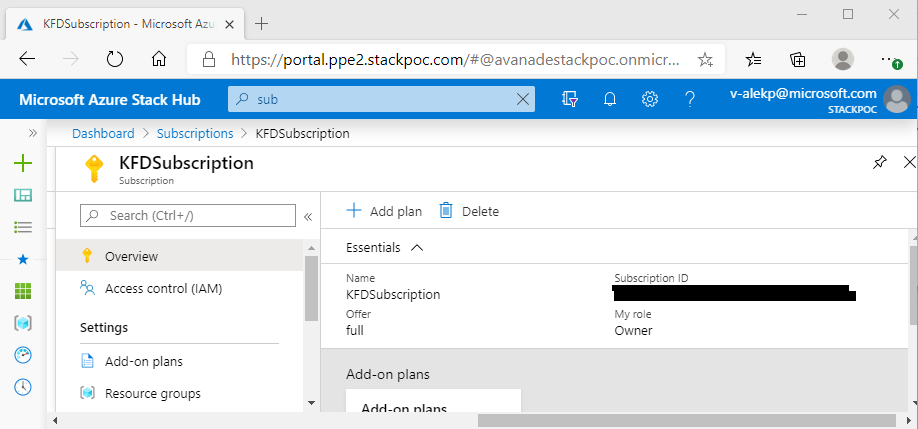 KFDSubscription - Microsoft Azu
https://portal.ppe2.stackpoc.com/#@avanadestackpoc.onmicr...
Microsoft Azure Stack Hub
sub
v-alekp@microsoft.com
STACKPOC
Dashboard > Subscriptions > KFDSubscription
KFDSubscription
Subscription
Search (Ctrl+/)
Add plan
Delete
Overview
Access control (IAM)
Settings
Add-on plans
Resource groups
Essentials
Name
KFDSubscription
Subscription ID
Offer
full
My role
Owner
Add-on plans
Add-on plans